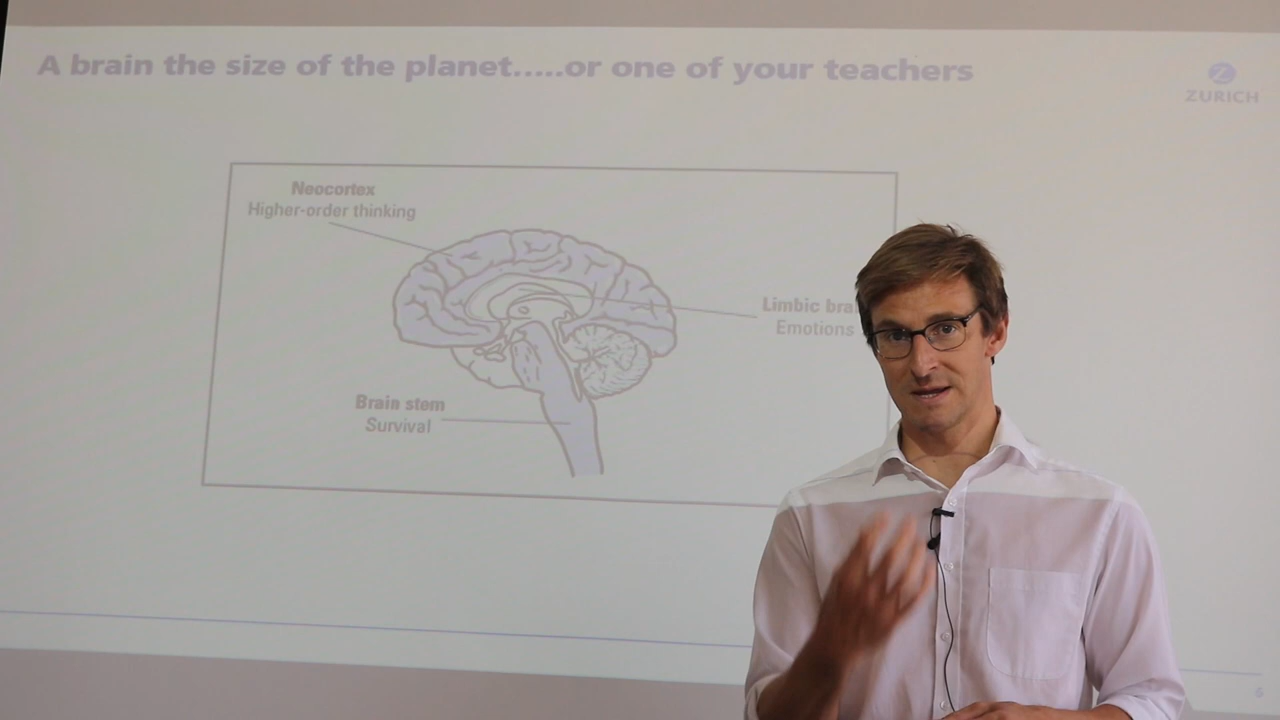 A brain the size of the planet.....or one of your teachers
Z
ZURICH
Neocortex
Higher-order thinking
Limbic bra
Emotions
Brain stem
Survival
6